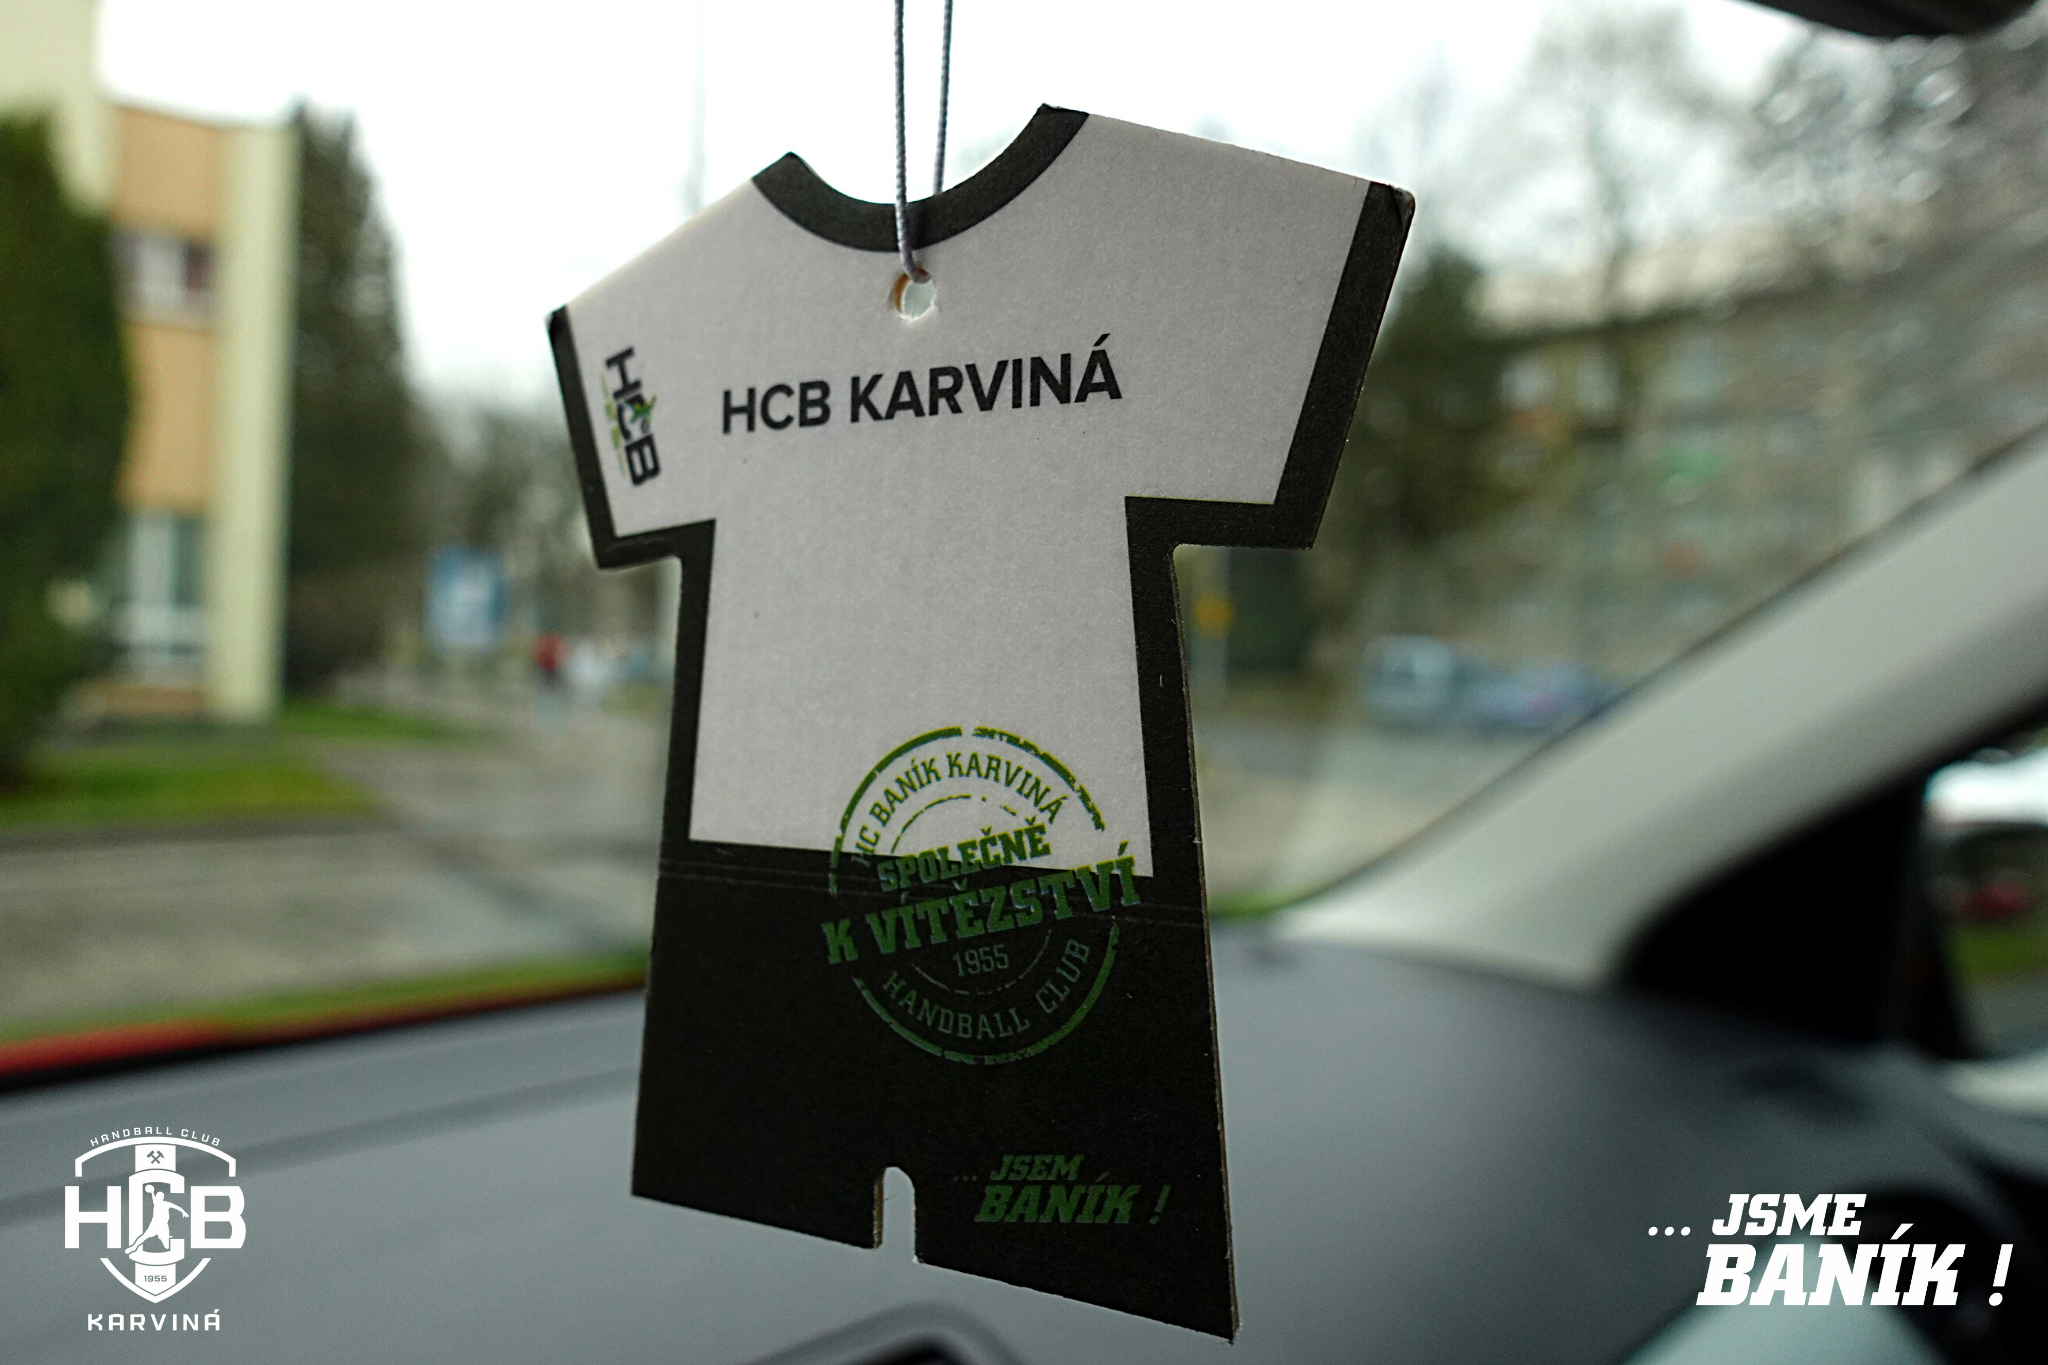 HCB
HCB KARVINÁ
HC BANÍK KARVINÁ
SPOLEČNĚ
K VÍTĚZSTVÍ
1955
HANDBALL CLUB
... JSEM
BANÍK !
HANDBALL CLUB
HCB
1955
KARVINÁ
... JSME
BANÍK !